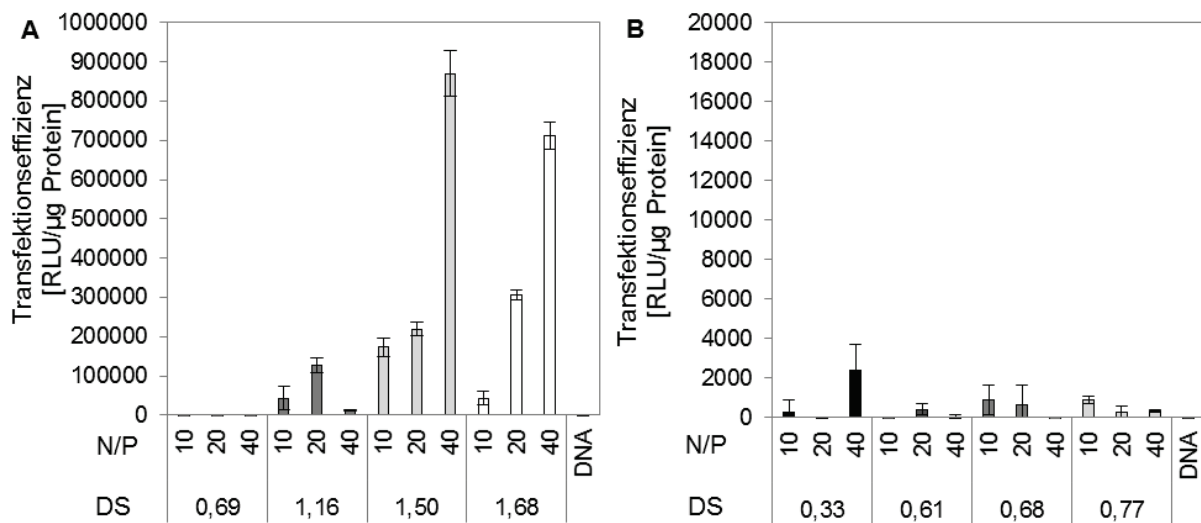 A
Transfektionseffizienz
[RLU/µg Protein]
1000000
900000
800000
700000
600000
500000
400000
300000
200000
100000
0
N/P
10 20 40 10 20 40 10 20 40 10 20 40 DNA
DS
0,69 1,16 1,50 1,68
B
Transfektionseffizienz
[RLU/µg Protein]
20000
18000
16000
14000
12000
10000
8000
6000
4000
2000
0
N/P
10 20 40 10 20 40 10 20 40 10 20 40 DNA
DS
0,33 0,61 0,68 0,77